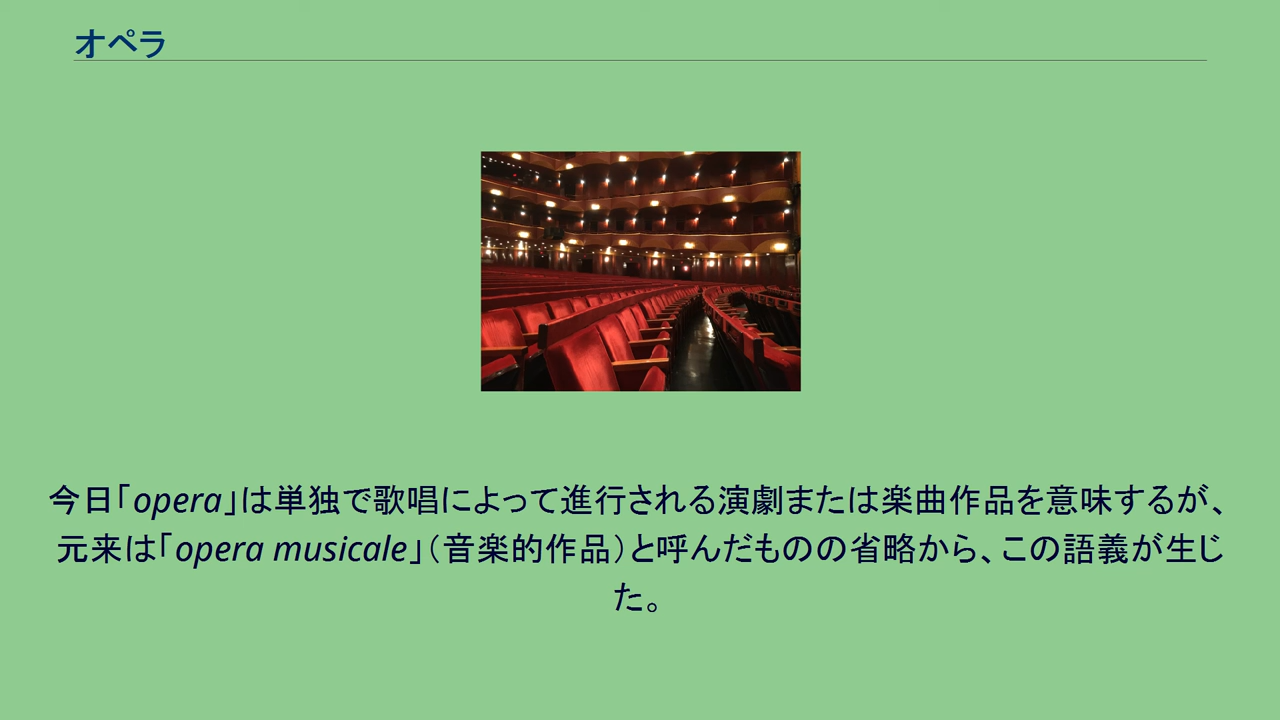 オペラ
今日｢opera｣は単独で歌唱によって進行される演劇または楽曲作品を意味するが、
元来は｢opera musicale｣（音楽的作品）と呼んだものの省略から、この語義が生じ
た。